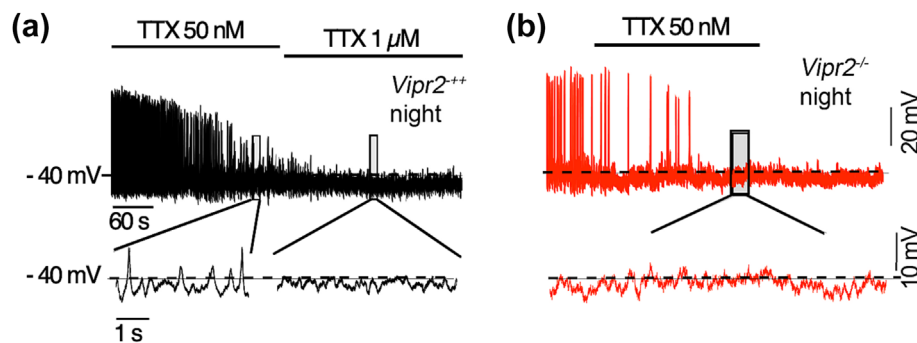 (a)
TTX 50 nM
TTX 1 µM
Vipr2-++
night
- 40 mV
60 s
- 40 mV
1 s
(b)
TTX 50 nM
Vipr2-/-
night
20 mV
10 mV